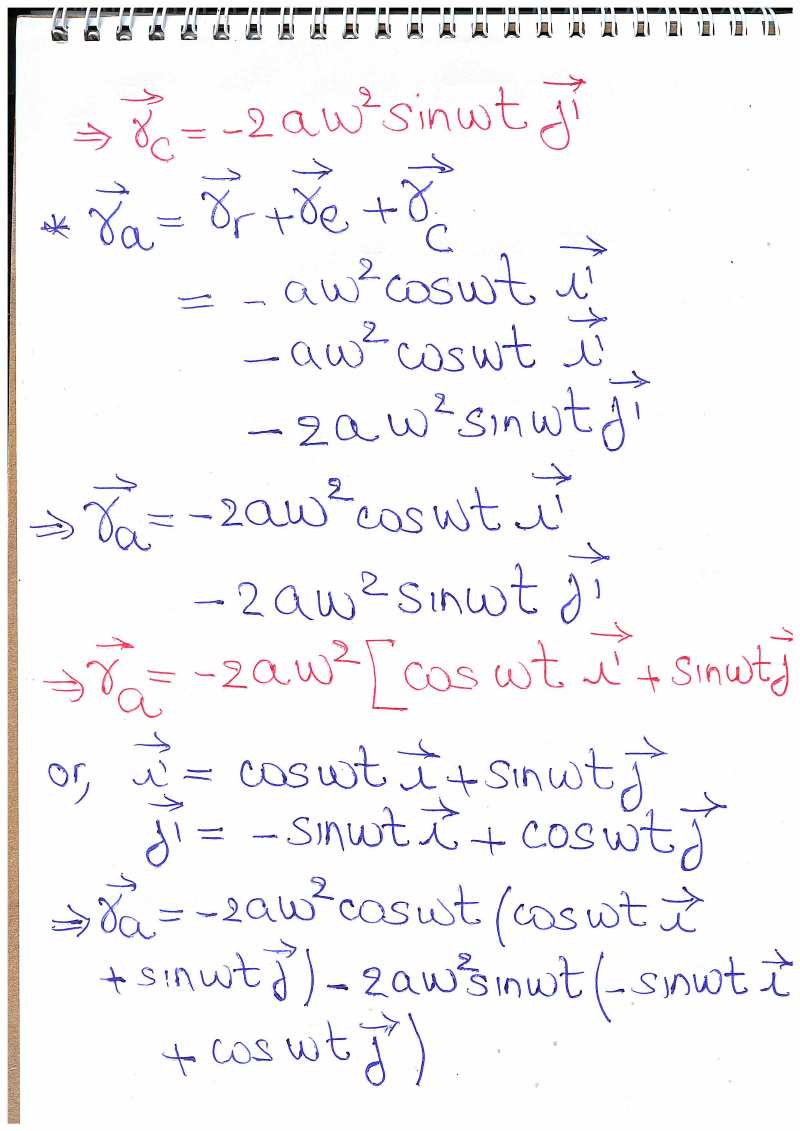 ⇒ γ⃗c = -2aw² sinwt j⃗'
* γ⃗a = γ⃗r + γ⃗e + γ⃗c
= - aw² coswt i⃗'
- aw² coswt i⃗'
- 2aw² sinwt j⃗'
⇒ γ⃗a = -2aw² coswt i⃗'
- 2aw² sinwt j⃗'
⇒ γ⃗a = -2aw² [cos wt i⃗' + sinwt j⃗
or, i⃗' = coswt i⃗ + sinwt j⃗
j⃗' = - sinwt i⃗ + coswt j⃗
⇒ γ⃗a = -2aw² coswt (coswt i⃗
+ sinwt j⃗) - 2aw² sinwt (- sinwt i⃗
+ cos wt j⃗)